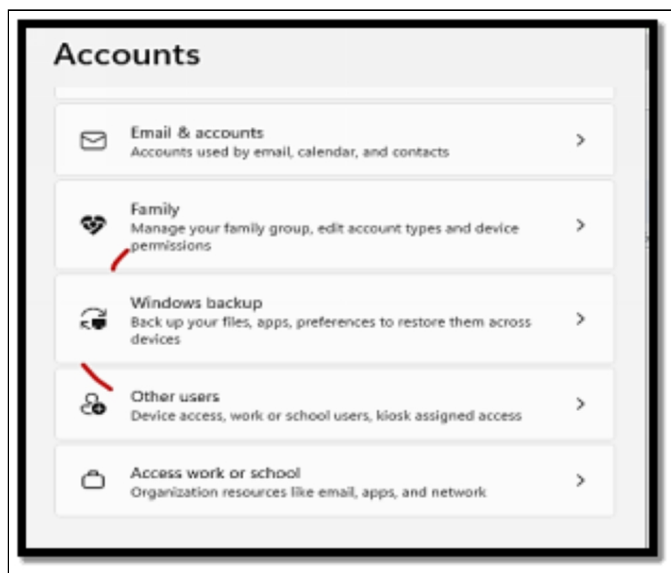 Accounts
Email & accounts
Accounts used by email, calendar, and contacts
Family
Manage your family group, edit account types and device
permissions
Windows backup
Back up your files, apps, preferences to restore them across
devices
Other users
Device access, work or school users, kiosk assigned access
Access work or school
Organization resources like email, apps, and network